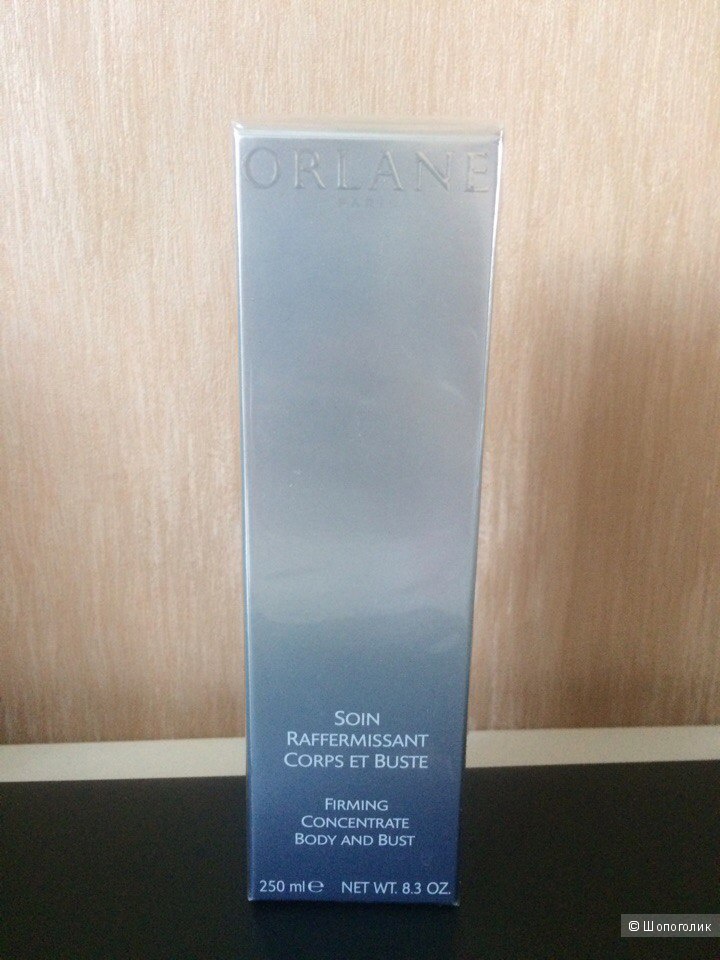 ORLANE
PARIS
SOIN
RAFFERMISSANT
CORPS ET BUSTE
FIRMING
CONCENTRATE
BODY AND BUST
250 ml ℮ NET WT. 8.3 OZ.
© Шопоголик